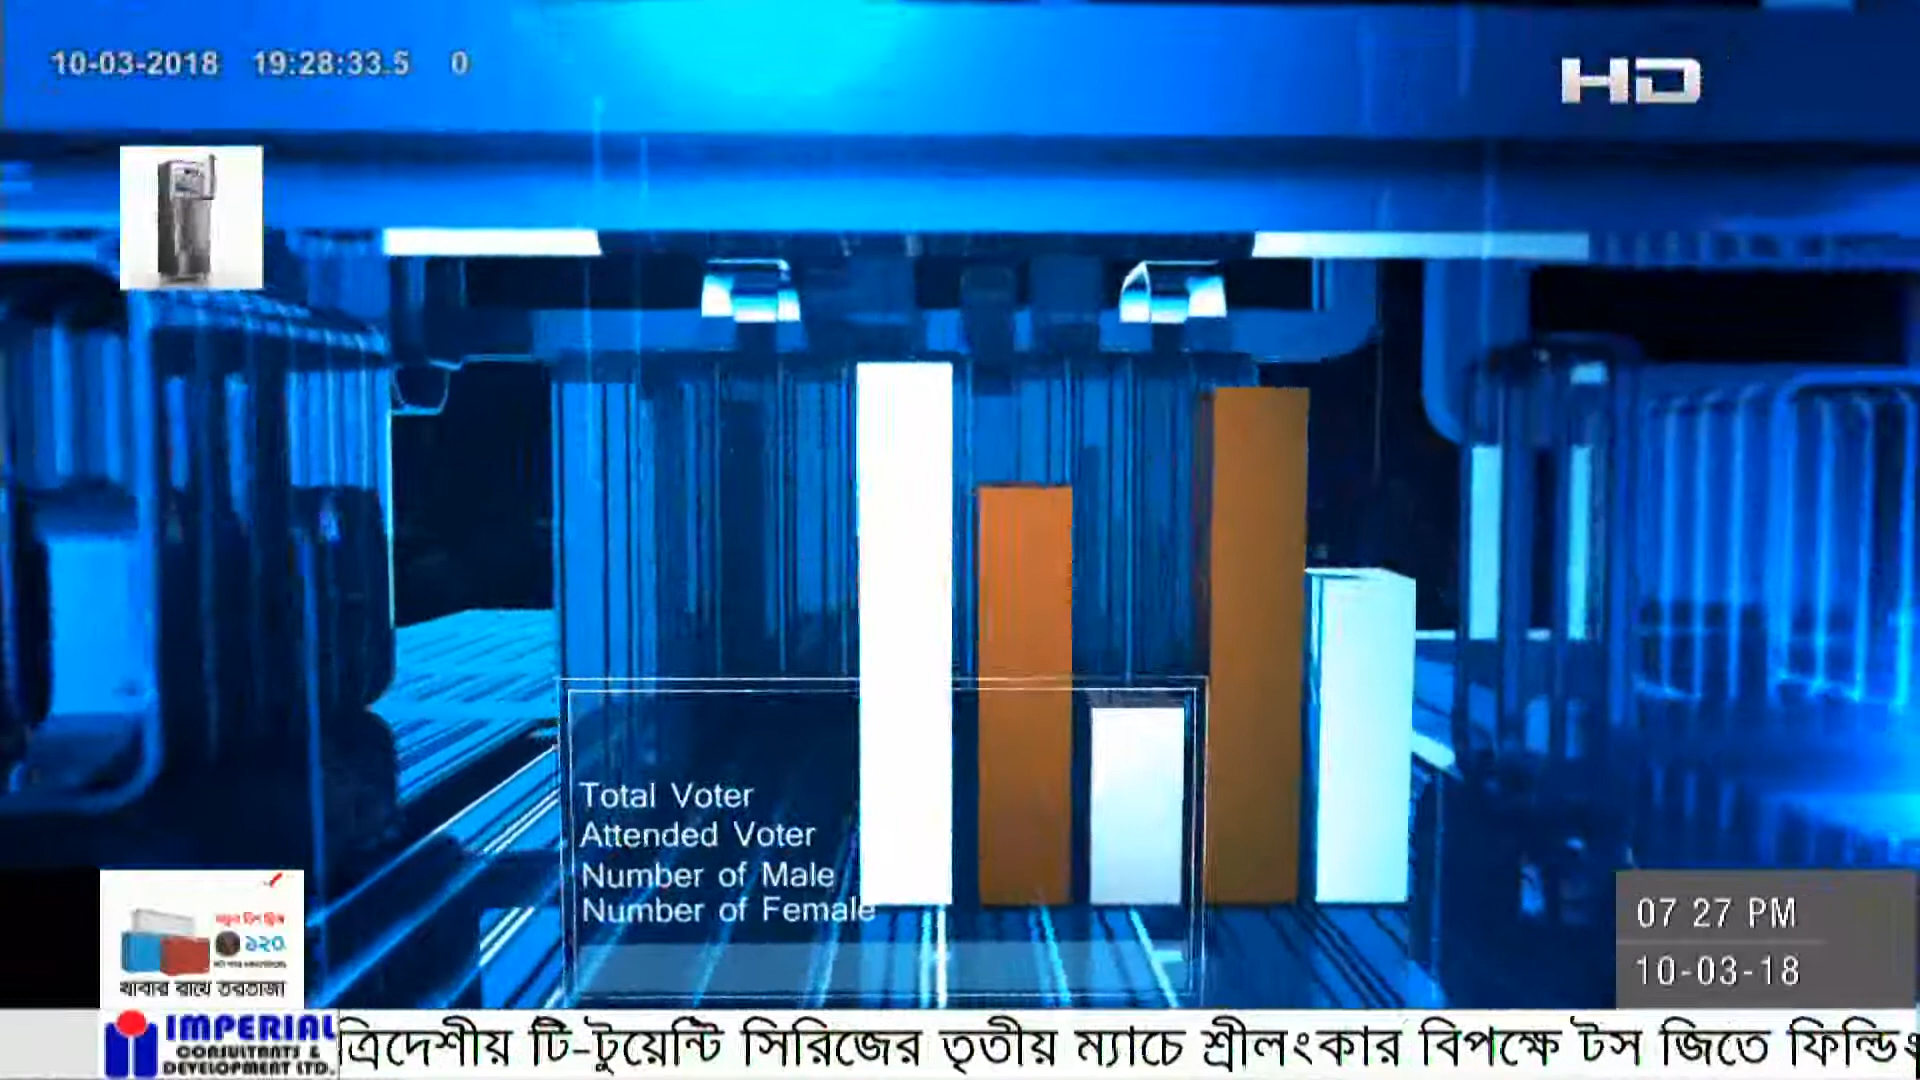 10-03-2018 19:28:33.5 0
HD
Total Voter
Attended Voter
Number of Male
Number of Female
১২০
খাবার রাখে তরতাজা
07 27 PM
10-03-18
IMPERIAL
CONSULTANTS &
DEVELOPMENT LTD.
ত্রিদেশীয় টি-টুয়েন্টি সিরিজের তৃতীয় ম্যাচে শ্রীলংকার বিপক্ষে টস জিতে ফিল্ডিং